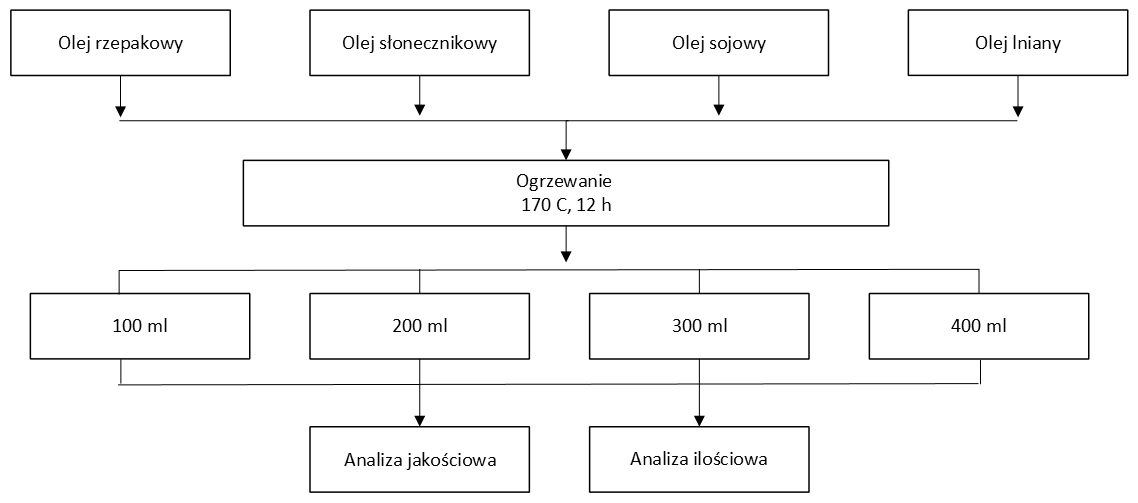 Olej rzepakowy
Olej słonecznikowy
Olej sojowy
Olej lniany
Ogrzewanie
170 C, 12 h
100 ml
200 ml
300 ml
400 ml
Analiza jakościowa
Analiza ilościowa